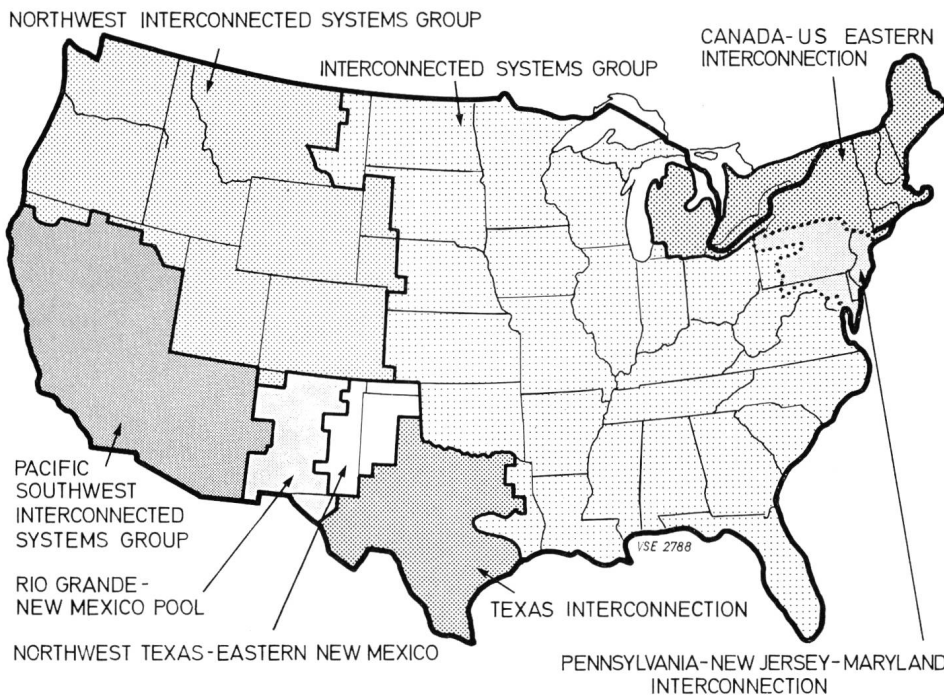 NORTHWEST INTERCONNECTED SYSTEMS GROUP
INTERCONNECTED SYSTEMS GROUP
CANADA-US EASTERN
INTERCONNECTION
PACIFIC
SOUTHWEST
INTERCONNECTED
SYSTEMS GROUP
RIO GRANDE-
NEW MEXICO POOL
NORTHWEST TEXAS-EASTERN NEW MEXICO
VSE 2788
TEXAS INTERCONNECTION
PENNSYLVANIA-NEW JERSEY-MARYLAND
INTERCONNECTION